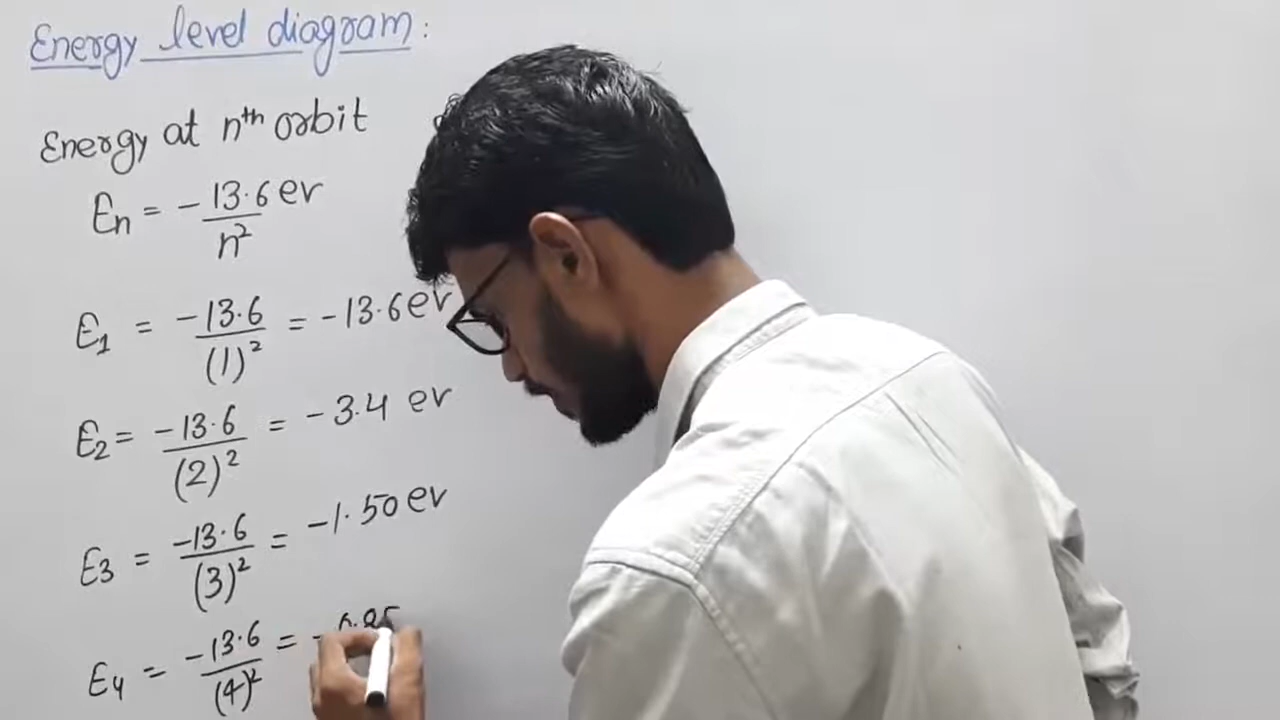 Energy level diagram:
Energy at nth orbit
En = -13.6 ev / n²
E1 = -13.6 / (1)² = -13.6 ev
E2 = -13.6 / (2)² = -3.4 ev
E3 = -13.6 / (3)² = -1.50 ev
E4 = -13.6 / (4)² = -0.85